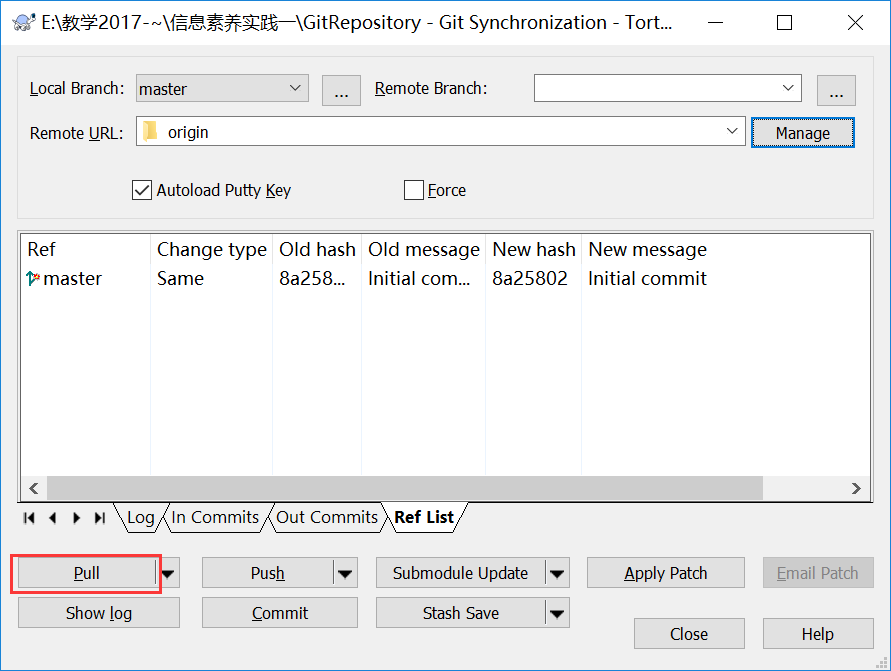 E:\教学2017-~\信息素养实践一\GitRepository - Git Synchronization - Tort...
Local Branch: master ... Remote Branch: ...
Remote URL: origin Manage
Autoload Putty Key Force
Ref Change type Old hash Old message New hash New message
master Same 8a258... Initial com... 8a25802 Initial commit
Log In Commits Out Commits Ref List
Pull Push Submodule Update Apply Patch Email Patch
Show log Commit Stash Save
Close Help